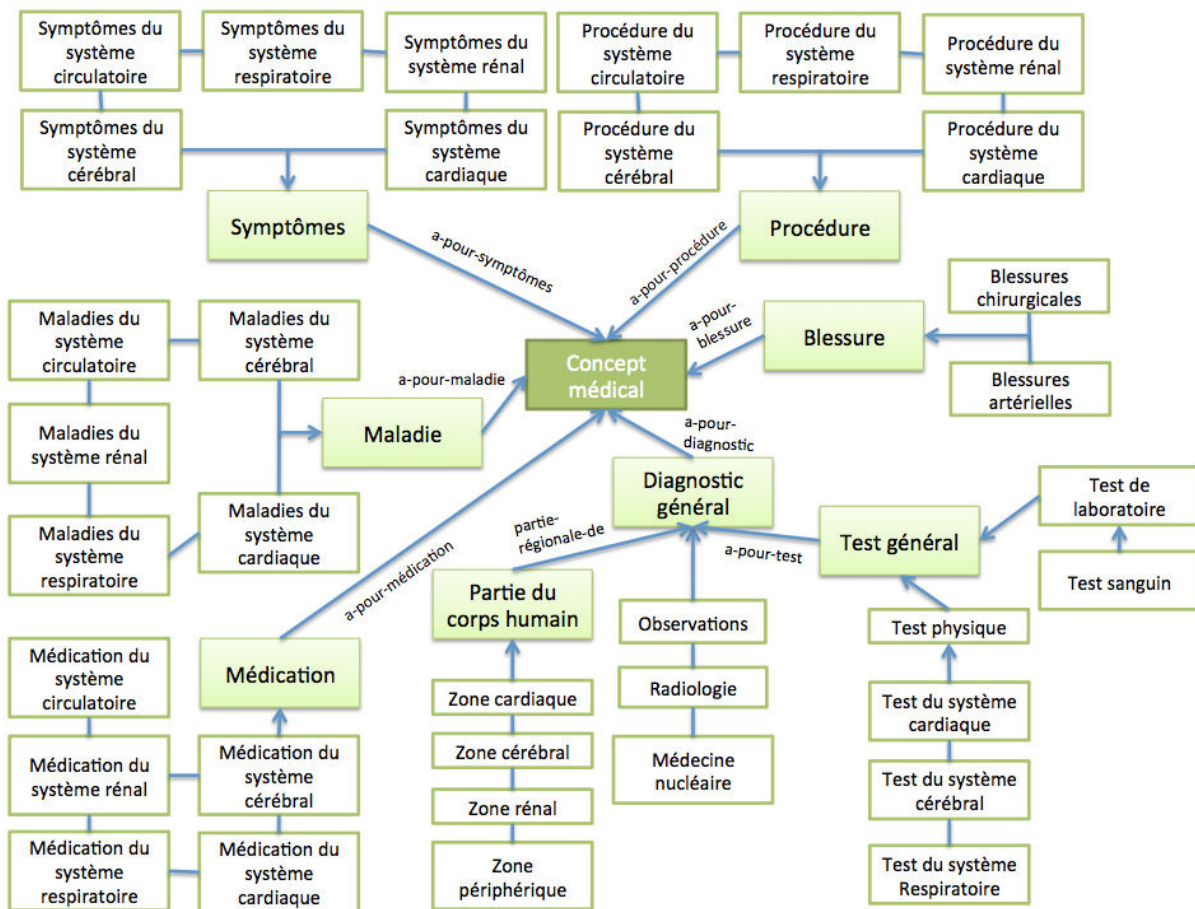 Symptômes du
système
circulatoire
Symptômes du
système
respiratoire
Symptômes du
système rénal
Procédure du
système
circulatoire
Procédure du
système
respiratoire
Procédure du
système rénal
Symptômes du
système
cérébral
Symptômes du
système
cardiaque
Procédure du
système
cérébral
Procédure du
système
cardiaque
Symptômes
a-pour-symptômes
a-pour-procédure
Procédure
Maladies du
système
circulatoire
Maladies du
système
cérébral
a-pour-maladie
Concept
médical
a-pour-
blessure
Blessure
Blessures
chirurgicales
Blessures
artérielles
Maladies du
système rénal
Maladie
a-pour-
diagnostic
Maladies du
système
respiratoire
Maladies du
système
cardiaque
a-pour-médication
partie-
régionale-de
Diagnostic
général
a-pour-test
Test général
Test de
laboratoire
Test sanguin
Partie du
corps humain
Observations
Test physique
Médication du
système
circulatoire
Médication
Zone cardiaque
Radiologie
Test du système
cardiaque
Médication du
système rénal
Médication du
système
cérébral
Zone cérébral
Médecine
nucléaire
Test du système
cérébral
Zone rénal
Médication du
système
respiratoire
Médication du
système
cardiaque
Zone
périphérique
Test du système
Respiratoire